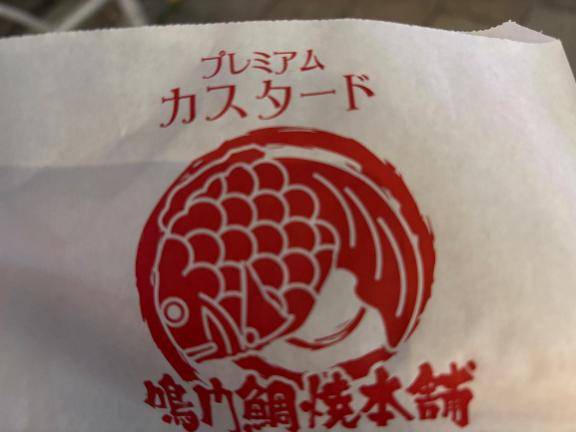 プレミアム
カスタード
鳴門鯛焼本舗